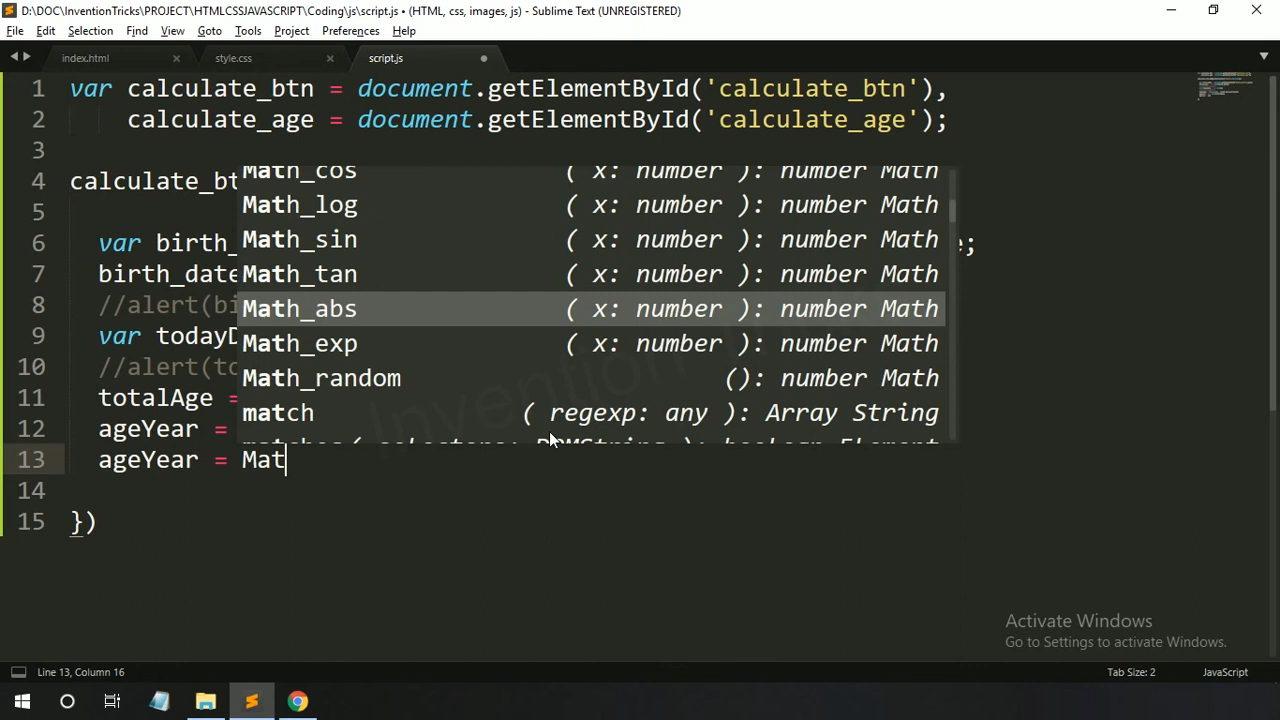 D:\DOC\InventionTricks\PROJECT\HTMLCSSJAVASCRIPT\Coding\js\script.js • (HTML, css, images, js) - Sublime Text (UNREGISTERED)
File Edit Selection Find View Goto Tools Project Preferences Help
index.html style.css script.js
1 var calculate_btn = document.getElementById('calculate_btn'),
2 calculate_age = document.getElementById('calculate_age');
3
4 calculate_bt
5
6 var birth_ e;
7 birth_date
8 //alert(bi
9 var todayD
10 //alert(to
11 totalAge =
12 ageYear =
13 ageYear = Mat
14
15 })
Math_cos ( x: number ): number Math
Math_log ( x: number ): number Math
Math_sin ( x: number ): number Math
Math_tan ( x: number ): number Math
Math_abs ( x: number ): number Math
Math_exp ( x: number ): number Math
Math_random (): number Math
match ( regexp: any ): Array String
matches( selectors: DOMString ): boolean Element
Activate Windows
Go to Settings to activate Windows.
Line 13, Column 16
Tab Size: 2
JavaScript